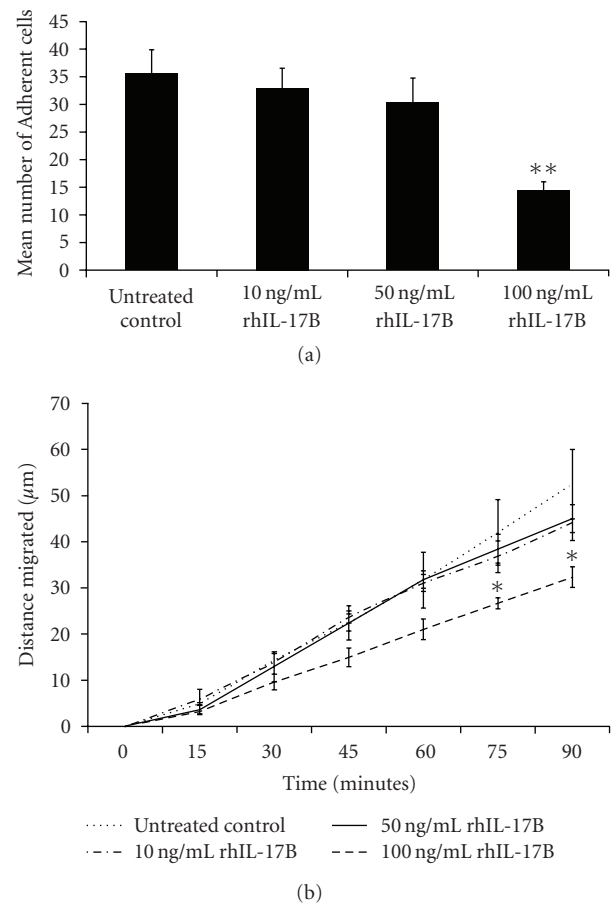 45
40
35
30
25
20
15
10
5
0
Mean number of Adherent cells
**
Untreated control
10 ng/mL rhIL-17B
50 ng/mL rhIL-17B
100 ng/mL rhIL-17B
(a)
70
60
50
40
30
20
10
0
Distance migrated (μm)
*
*
0 15 30 45 60 75 90
Time (minutes)
Untreated control
50 ng/mL rhIL-17B
10 ng/mL rhIL-17B
100 ng/mL rhIL-17B
(b)